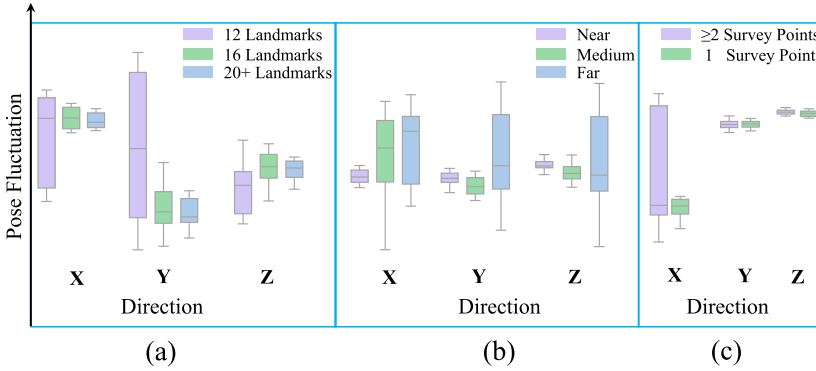 Pose Fluctuation
12 Landmarks
16 Landmarks
20+ Landmarks
X Y Z
Direction
(a)
Near
Medium
Far
X Y Z
Direction
(b)
≥2 Survey Points
1 Survey Point
X Y Z
Direction
(c)